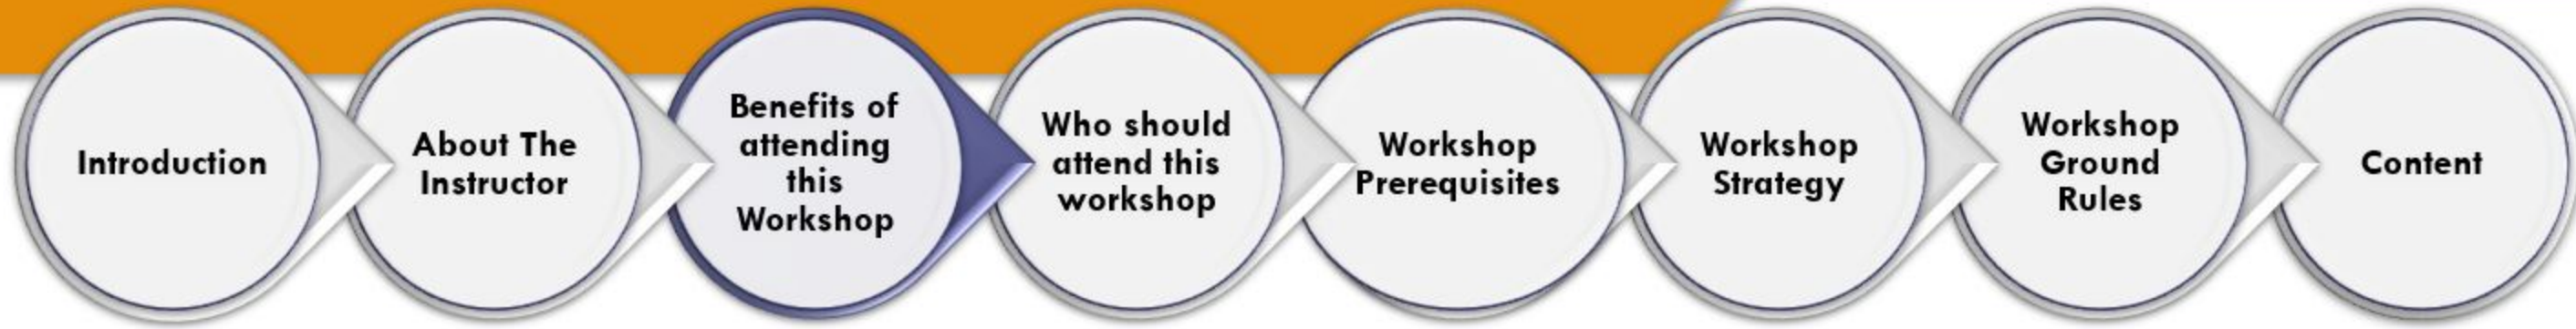 Introduction
About The
Instructor
Benefits of
attending
this
Workshop
Who should
attend this
workshop
Workshop
Prerequisites
Workshop
Strategy
Workshop
Ground
Rules
Content